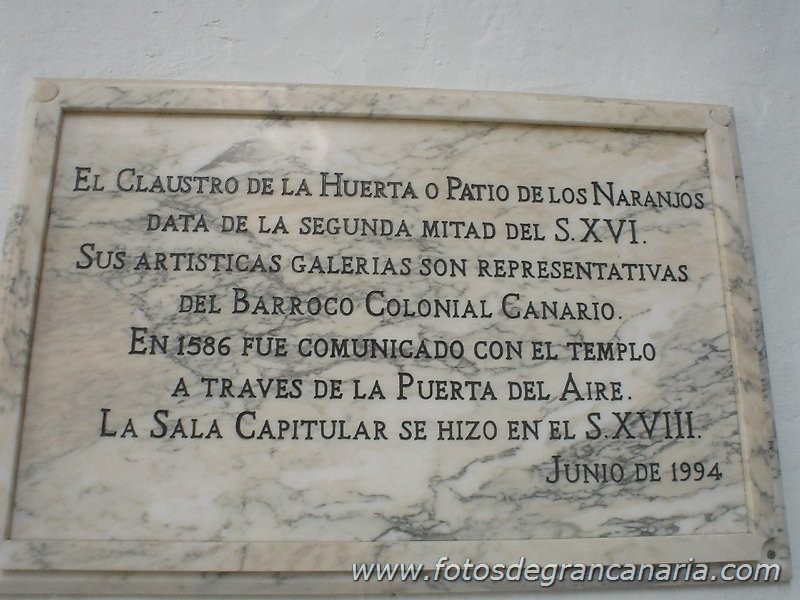 El Claustro de la Huerta o Patio de los Naranjos
data de la segunda mitad del S.XVI.
Sus artisticas galerias son representativas
del Barroco Colonial Canario.
En 1586 fue comunicado con el templo
a traves de la Puerta del Aire.
La Sala Capitular se hizo en el S.XVIII.
Junio de 1994
www.fotosdegrancanaria.com